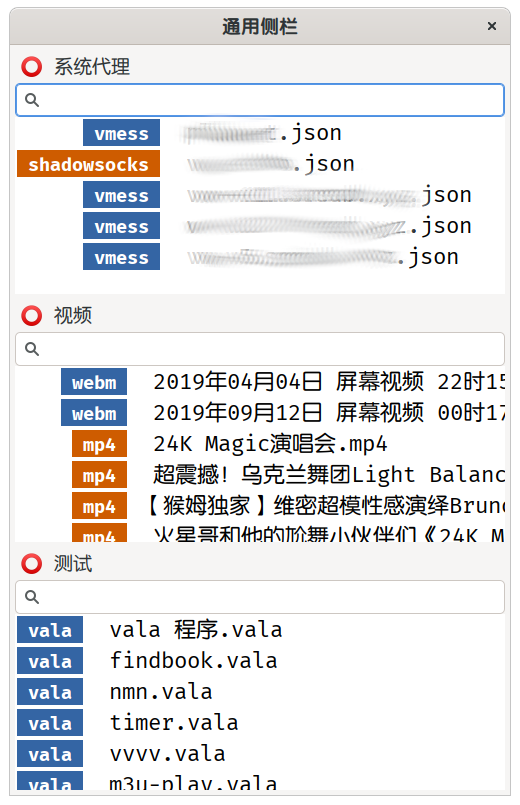 通用侧栏 ×
系统代理
vmess .json
shadowsocks .json
vmess .json
vmess .json
vmess .json
视频
webm 2019年04月04日 屏幕视频 22时15
webm 2019年09月12日 屏幕视频 00时17
mp4 24K Magic演唱会.mp4
mp4 超震撼！乌克兰舞团Light Balanc
mp4 【猴姆独家】维密超模性感演绎Bruno
mp4 火星哥和他的尬舞小伙伴们《24K M
测试
vala vala 程序.vala
vala findbook.vala
vala nmn.vala
vala timer.vala
vala vvvv.vala
vala m3u-play.vala